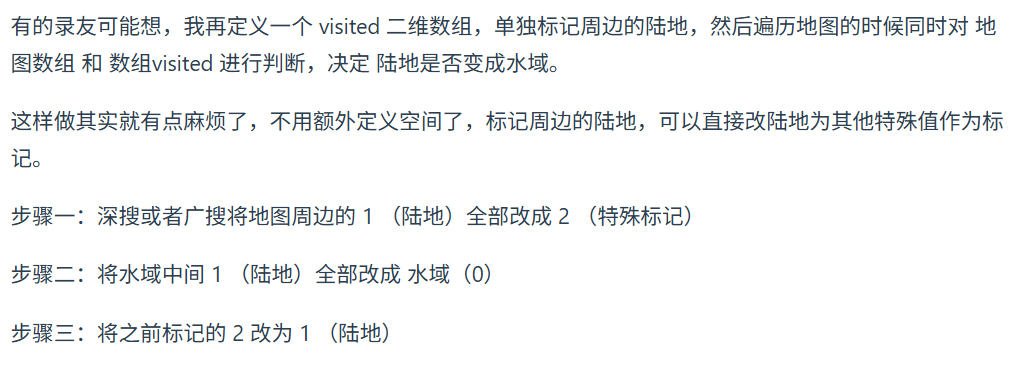 有的录友可能想，我再定义一个 visited 二维数组，单独标记周边的陆地，然后遍历地图的时候同时对 地
图数组 和 数组visited 进行判断，决定 陆地是否变成水域。
这样做其实就有点麻烦了，不用额外定义空间了，标记周边的陆地，可以直接改陆地为其他特殊值作为标
记。
步骤一：深搜或者广搜将地图周边的 1 （陆地）全部改成 2 （特殊标记）
步骤二：将水域中间 1 （陆地）全部改成 水域（0）
步骤三：将之前标记的 2 改为 1 （陆地）